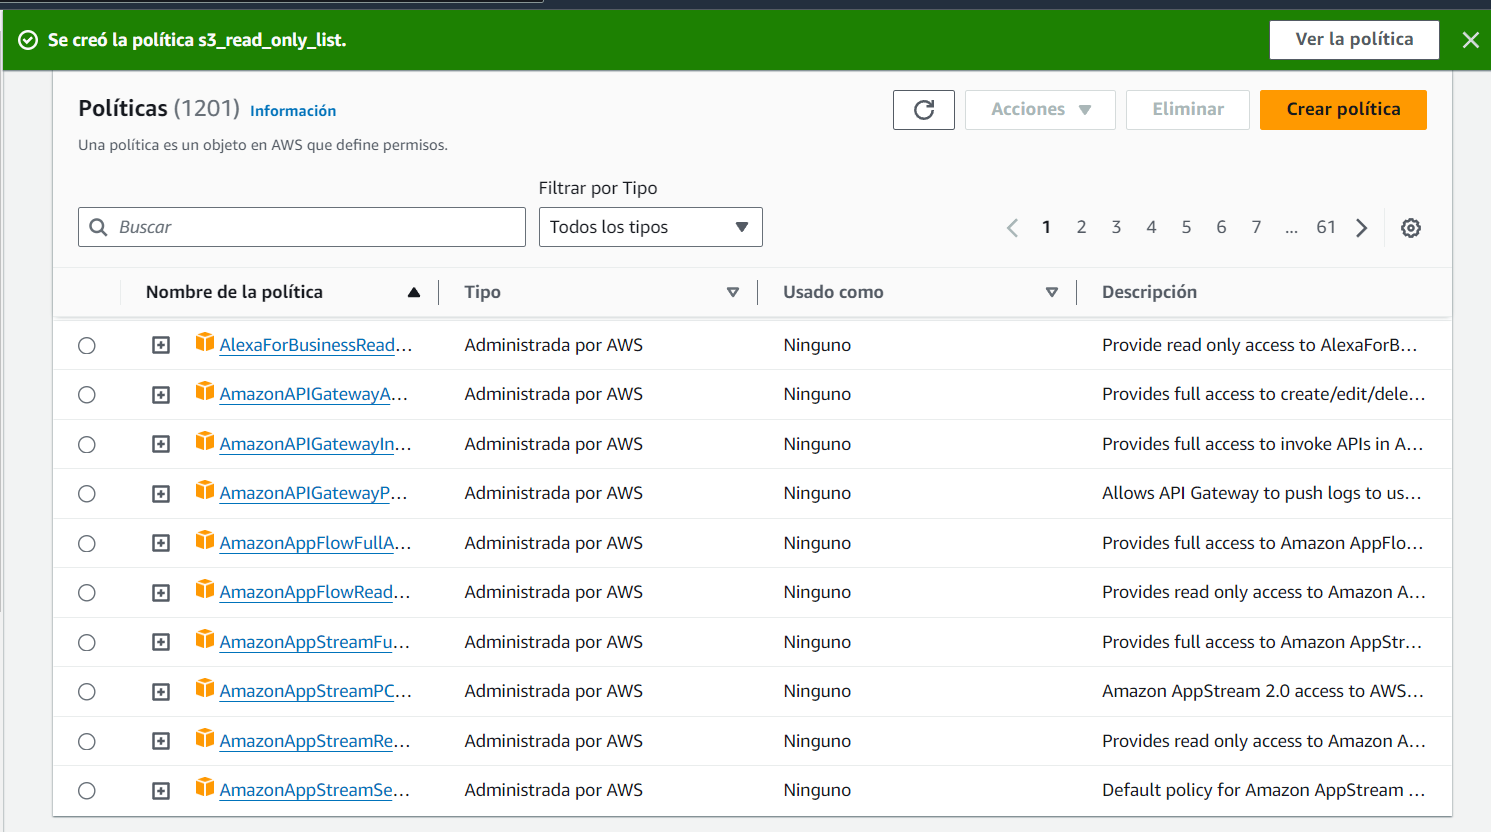 Se creó la política s3_read_only_list.
Ver la política
Políticas (1201) Información
Acciones
Eliminar
Crear política
Una política es un objeto en AWS que define permisos.
Filtrar por Tipo
Buscar
Todos los tipos
1 2 3 4 5 6 7 ... 61
Nombre de la política Tipo Usado como Descripción
AlexaForBusinessRead... Administrada por AWS Ninguno Provide read only access to AlexaForB...
AmazonAPIGatewayA... Administrada por AWS Ninguno Provides full access to create/edit/dele...
AmazonAPIGatewayIn... Administrada por AWS Ninguno Provides full access to invoke APIs in A...
AmazonAPIGatewayP... Administrada por AWS Ninguno Allows API Gateway to push logs to us...
AmazonAppFlowFullA... Administrada por AWS Ninguno Provides full access to Amazon AppFlo...
AmazonAppFlowRead... Administrada por AWS Ninguno Provides read only access to Amazon A...
AmazonAppStreamFu... Administrada por AWS Ninguno Provides full access to Amazon AppStr...
AmazonAppStreamPC... Administrada por AWS Ninguno Amazon AppStream 2.0 access to AWS...
AmazonAppStreamRe... Administrada por AWS Ninguno Provides read only access to Amazon A...
AmazonAppStreamSe... Administrada por AWS Ninguno Default policy for Amazon AppStream ...